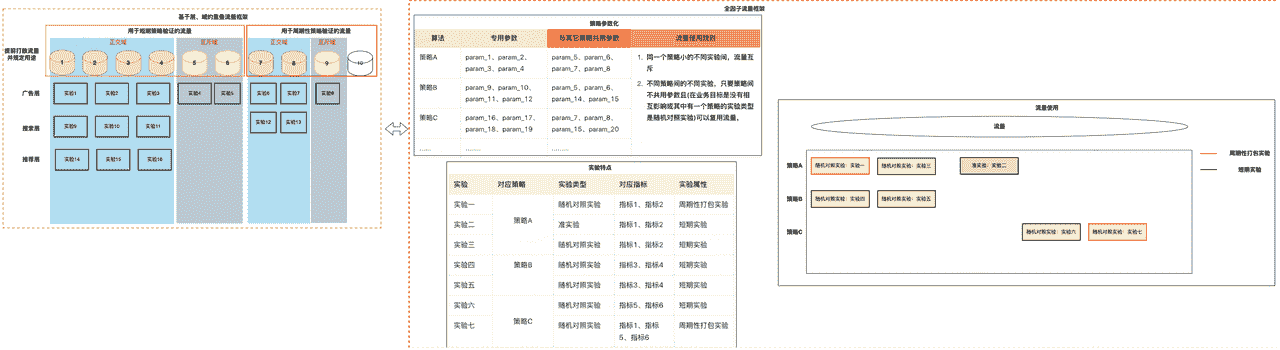 基于层、域的重叠流量框架
用于短期策略验证的流量
用于周期性策略验证的流量
提前打散流量
并规定用途
正交域
互斥域
正交域
互斥域
1
2
3
4
5
6
7
8
9
10
广告层
实验1
实验2
实验3
实验4
实验5
实验6
实验7
实验8
搜索层
实验9
实验10
实验11
实验12
实验13
推荐层
实验14
实验15
实验16
全因子流量框架
策略参数化
算法
专用参数
与其它策略共用参数
流量使用规则
策略A
param_1、param_2、
param_3、param_4
param_5、param_6、
param_7、param_8
策略B
param_9、param_10、
param_11、param_12
param_5、param_6、
param_14、param_15
策略C
param_16、param_17、
param_18、param_19
param_7、param_8、
param_15、param_20
……
………
………
1. 同一个策略小的不同实验间，流量互
斥
2. 不同策略间的不同实验，只要策略间
不共用参数且(在业务目标是没有相
互影响或其中有一个策略的实验类型
是随机对照实验)可以复用流量。
实验特点
实验
对应策略
实验类型
对应指标
实验属性
实验一
策略A
随机对照实验
指标1、指标2
周期性打包实验
实验二
准实验
指标1、指标2
短期实验
实验三
随机对照实验
指标1、指标2
短期实验
实验四
策略B
随机对照实验
指标3、指标4
短期实验
实验五
随机对照实验
指标3、指标4
短期实验
实验六
策略C
随机对照实验
指标5、指标6
短期实验
实验七
随机对照实验
指标1、指标
5、指标6
周期性打包实验
流量使用
流量
策略A
随机对照实验：实验一
随机对照实验：实验三
准实验：实验二
策略B
随机对照实验：实验四
随机对照实验：实验五
策略C
随机对照实验：实验六
随机对照实验：实验七
周期性打包实验
短期实验